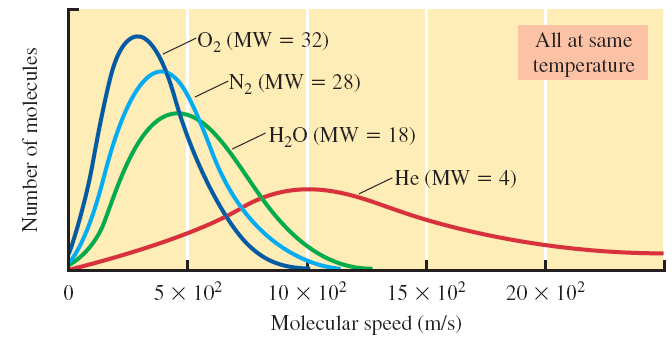 O₂ (MW = 32)
All at same
temperature
N₂ (MW = 28)
H₂O (MW = 18)
He (MW = 4)
Number of molecules
0
5 × 10²
10 × 10²
15 × 10²
20 × 10²
Molecular speed (m/s)